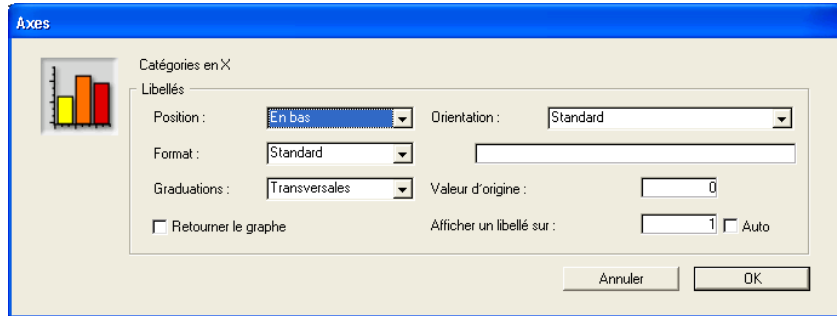 Axes
Catégories en X
Libellés
Position : En bas Orientation : Standard
Format : Standard
Graduations : Transversales Valeur d'origine : 0
Retourner le graphe Afficher un libellé sur : 1 Auto
Annuler OK